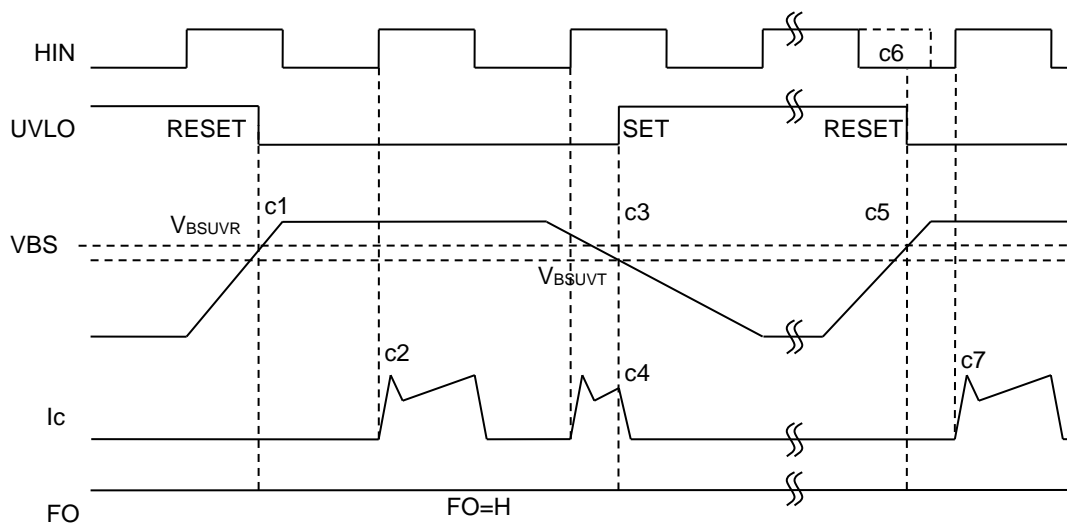 HIN
c6
UVLO
RESET
SET
RESET
c1
c3
c5
VBSUVR
VBS
VBSUVT
c2
c4
c7
Ic
FO=H
FO